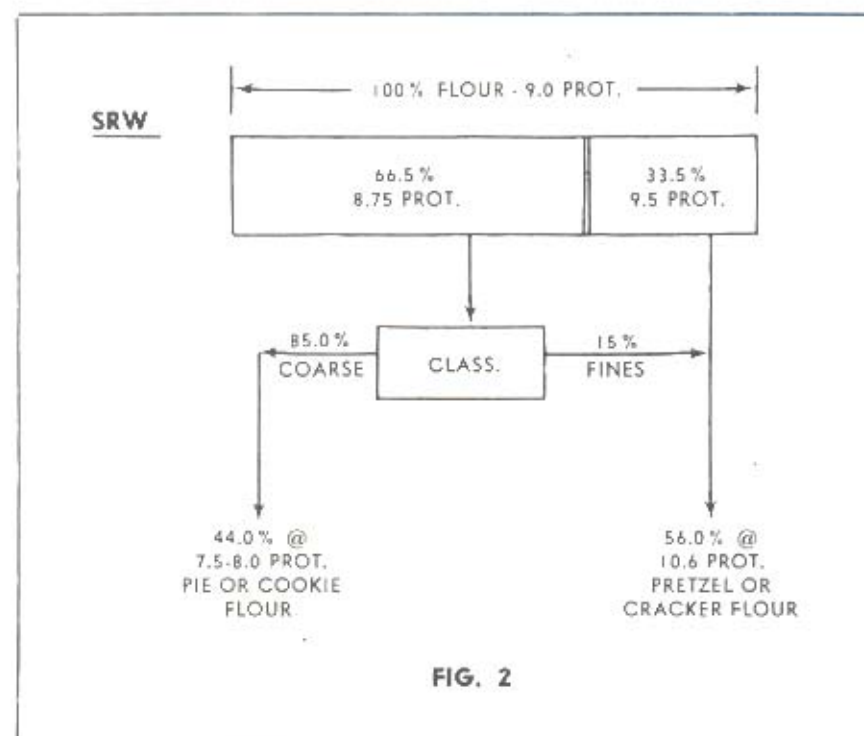 100% FLOUR - 9.0 PROT.
SRW
66.5%
8.75 PROT.
33.5%
9.5 PROT.
85.0%
COARSE
CLASS.
15%
FINES
44.0% @
7.5-8.0 PROT.
PIE OR COOKIE
FLOUR
56.0% @
10.6 PROT.
PRETZEL OR
CRACKER FLOUR
FIG. 2